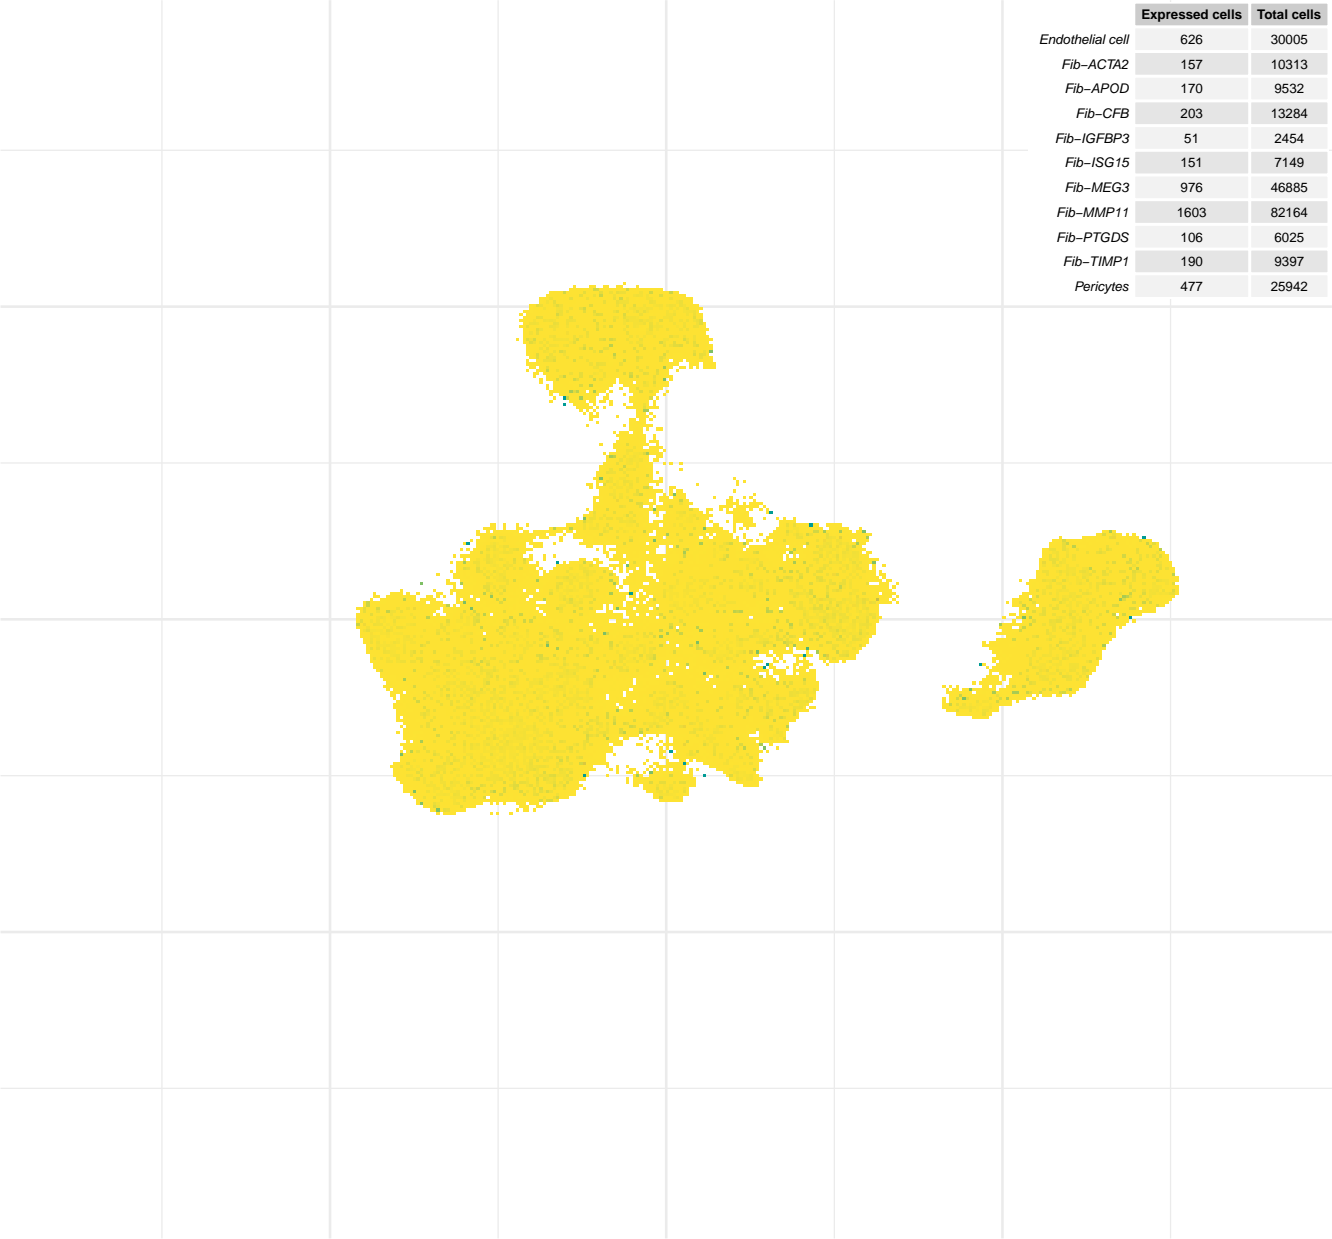 Expressed cells Total cells
Endothelial cell 626 30005
Fib−ACTA2 157 10313
Fib−APOD 170 9532
Fib−CFB 203 13284
Fib−IGFBP3 51 2454
Fib−ISG15 151 7149
Fib−MEG3 976 46885
Fib−MMP11 1603 82164
Fib−PTGDS 106 6025
Fib−TIMP1 190 9397
Pericytes 477 25942